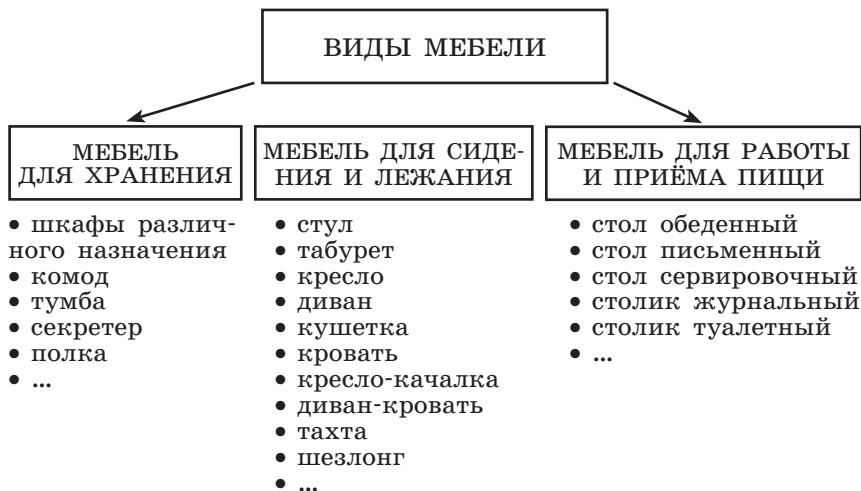 ВИДЫ МЕБЕЛИ
МЕБЕЛЬ
ДЛЯ ХРАНЕНИЯ
• шкафы различ-
ного назначения
• комод
• тумба
• секретер
• полка
• ...
МЕБЕЛЬ ДЛЯ СИДЕ-
НИЯ И ЛЕЖАНИЯ
• стул
• табурет
• кресло
• диван
• кушетка
• кровать
• кресло-качалка
• диван-кровать
• тахта
• шезлонг
• ...
МЕБЕЛЬ ДЛЯ РАБОТЫ
И ПРИЁМА ПИЩИ
• стол обеденный
• стол письменный
• стол сервировочный
• столик журнальный
• столик туалетный
• ...